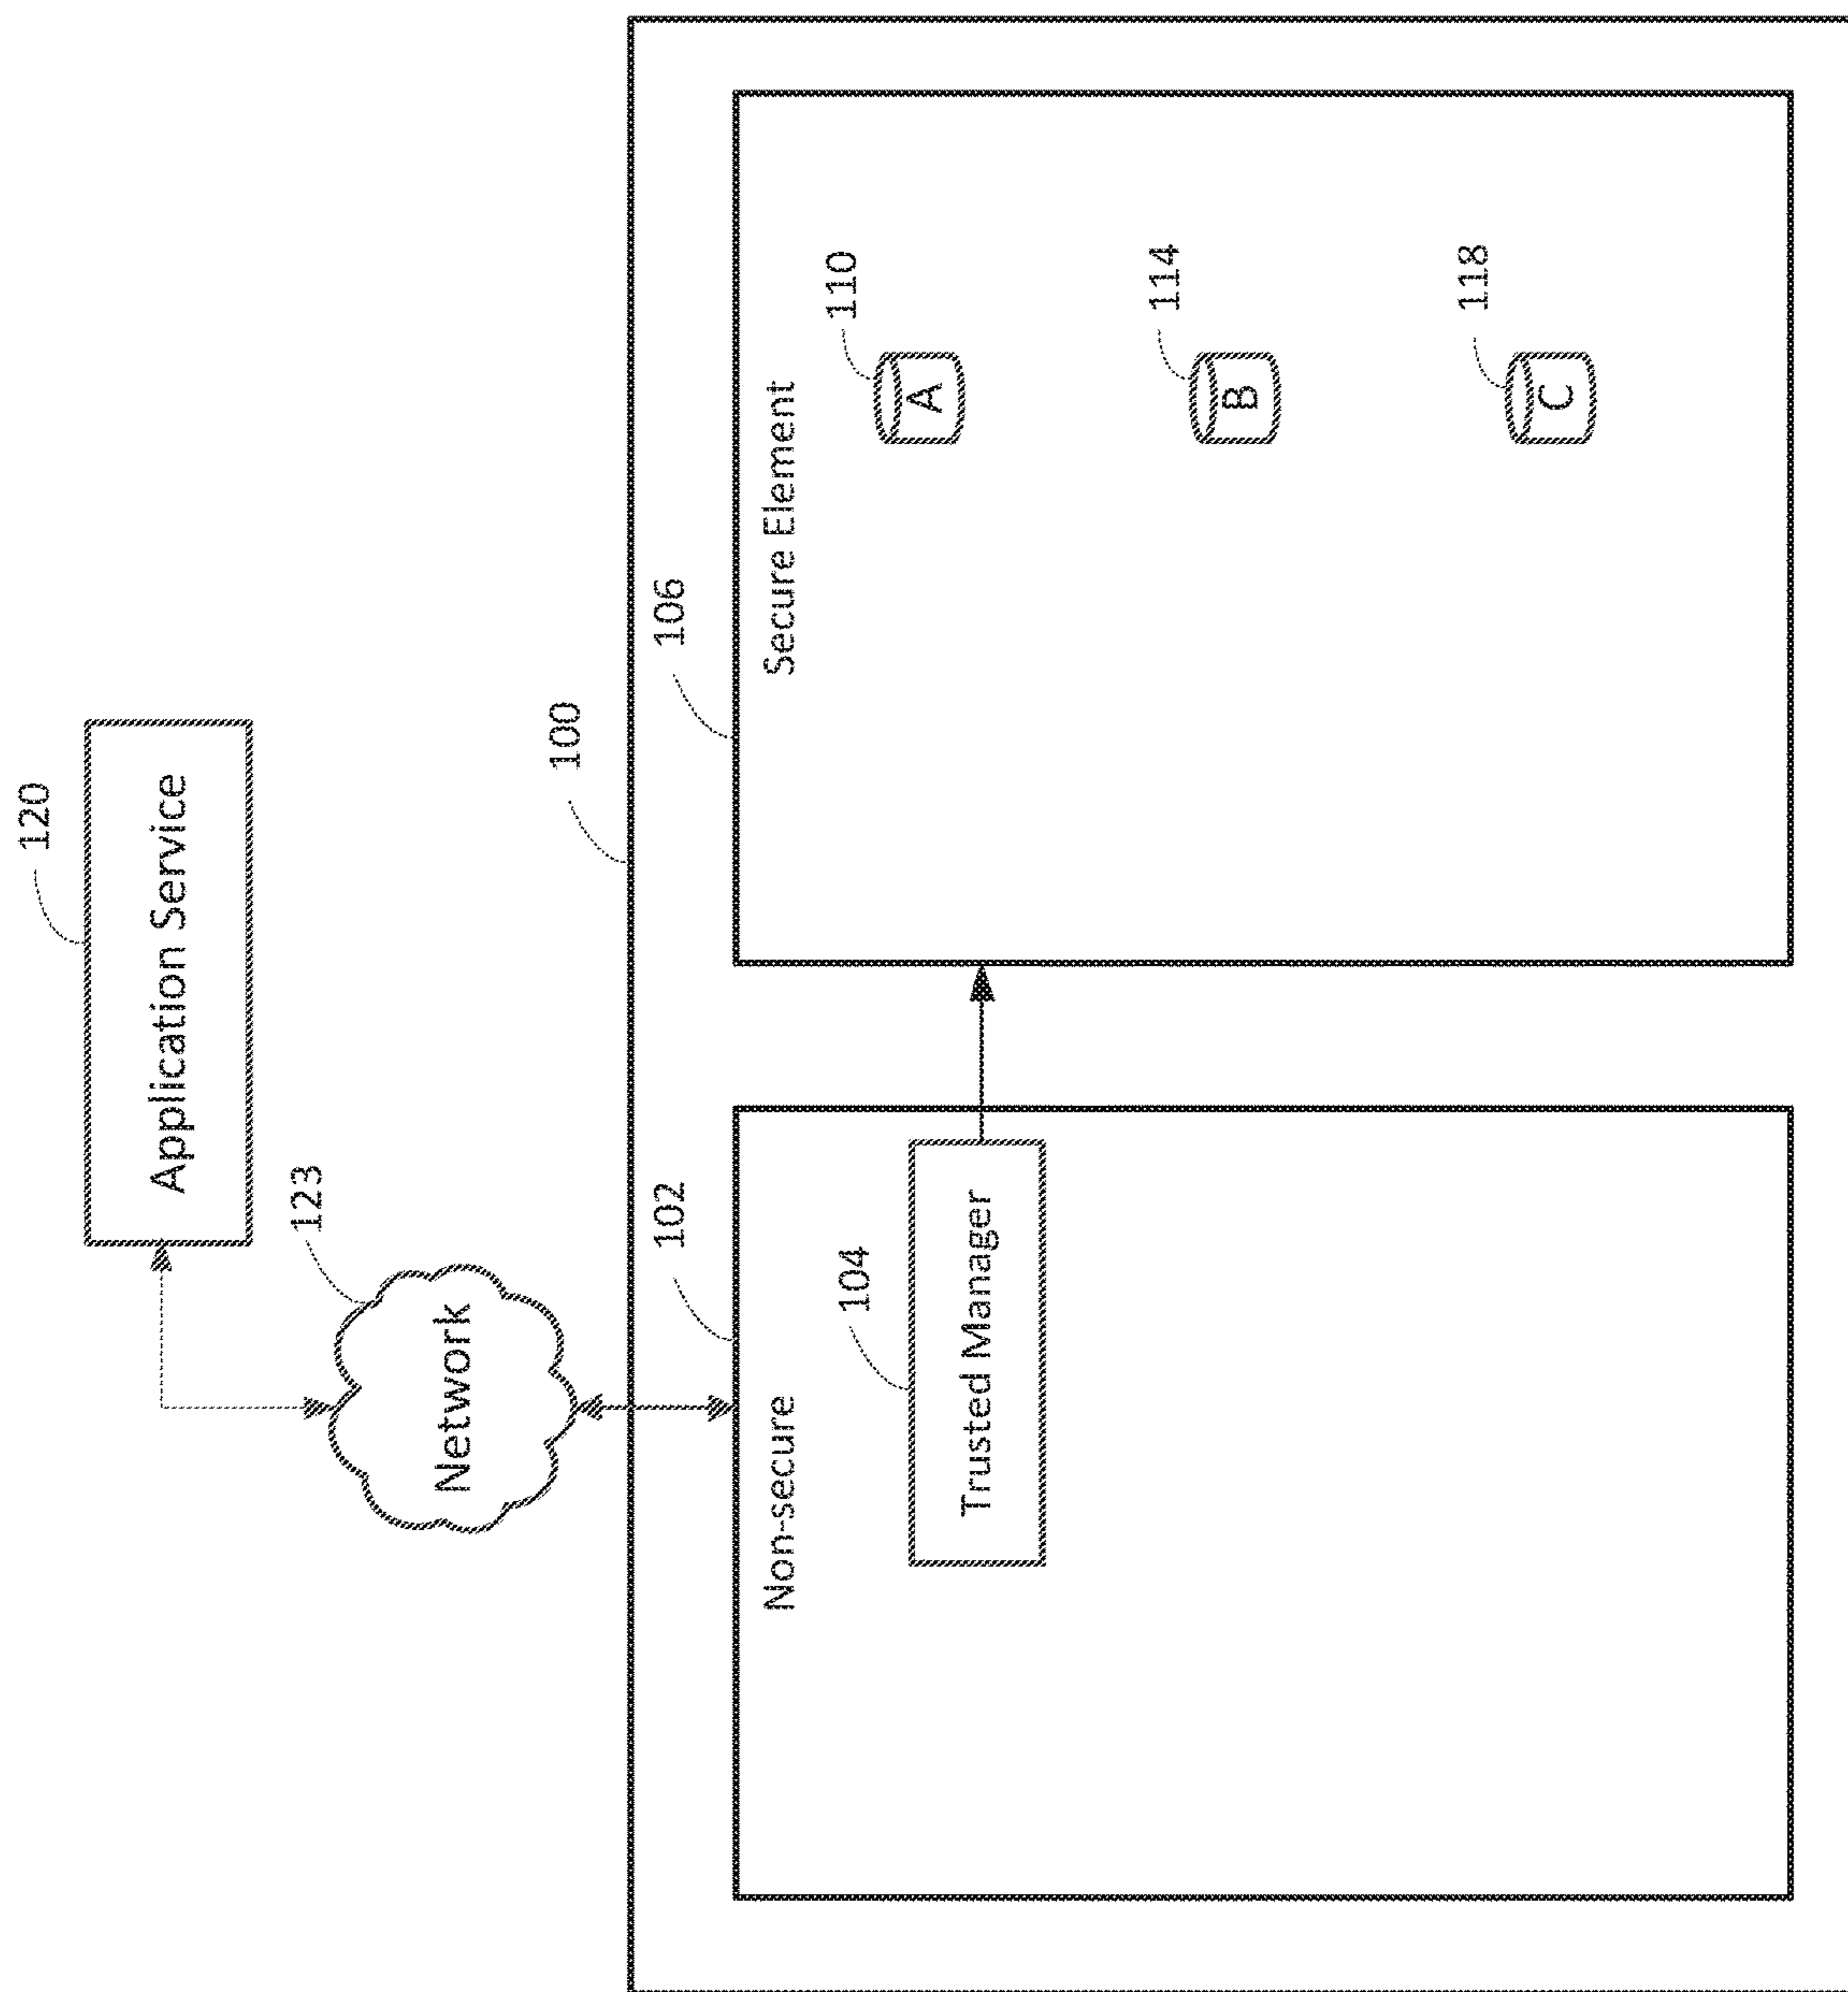 120
Application Service
123
Network
100
102
106
Non-secure
Secure Element
104
Trusted Manager
110
A
114
B
118
C